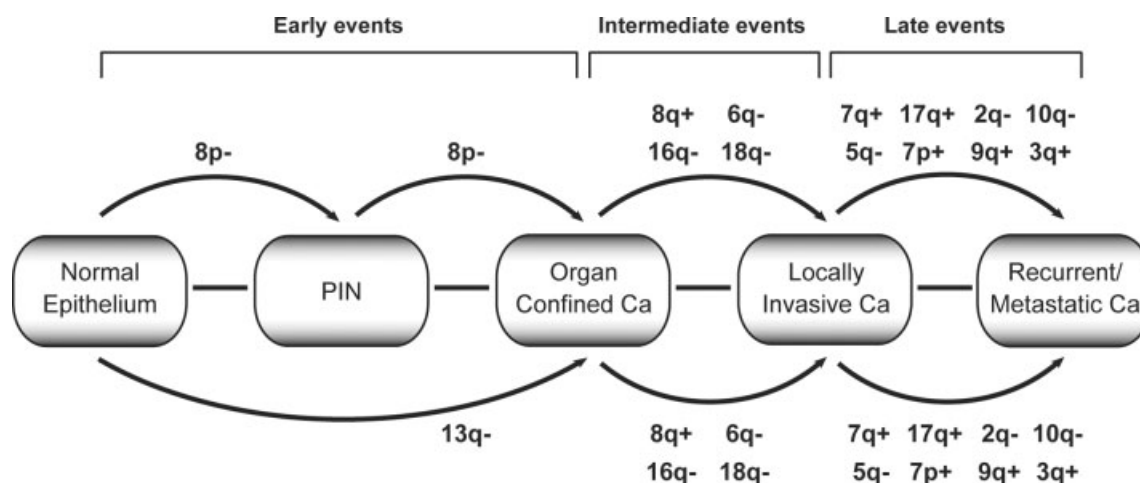 Early events
Intermediate events
Late events
8p-
8p-
8q+ 6q-
16q- 18q-
7q+ 17q+ 2q- 10q-
5q- 7p+ 9q+ 3q+
Normal
Epithelium
PIN
Organ
Confined Ca
Locally
Invasive Ca
Recurrent/
Metastatic Ca
13q-
8q+ 6q-
16q- 18q-
7q+ 17q+ 2q- 10q-
5q- 7p+ 9q+ 3q+